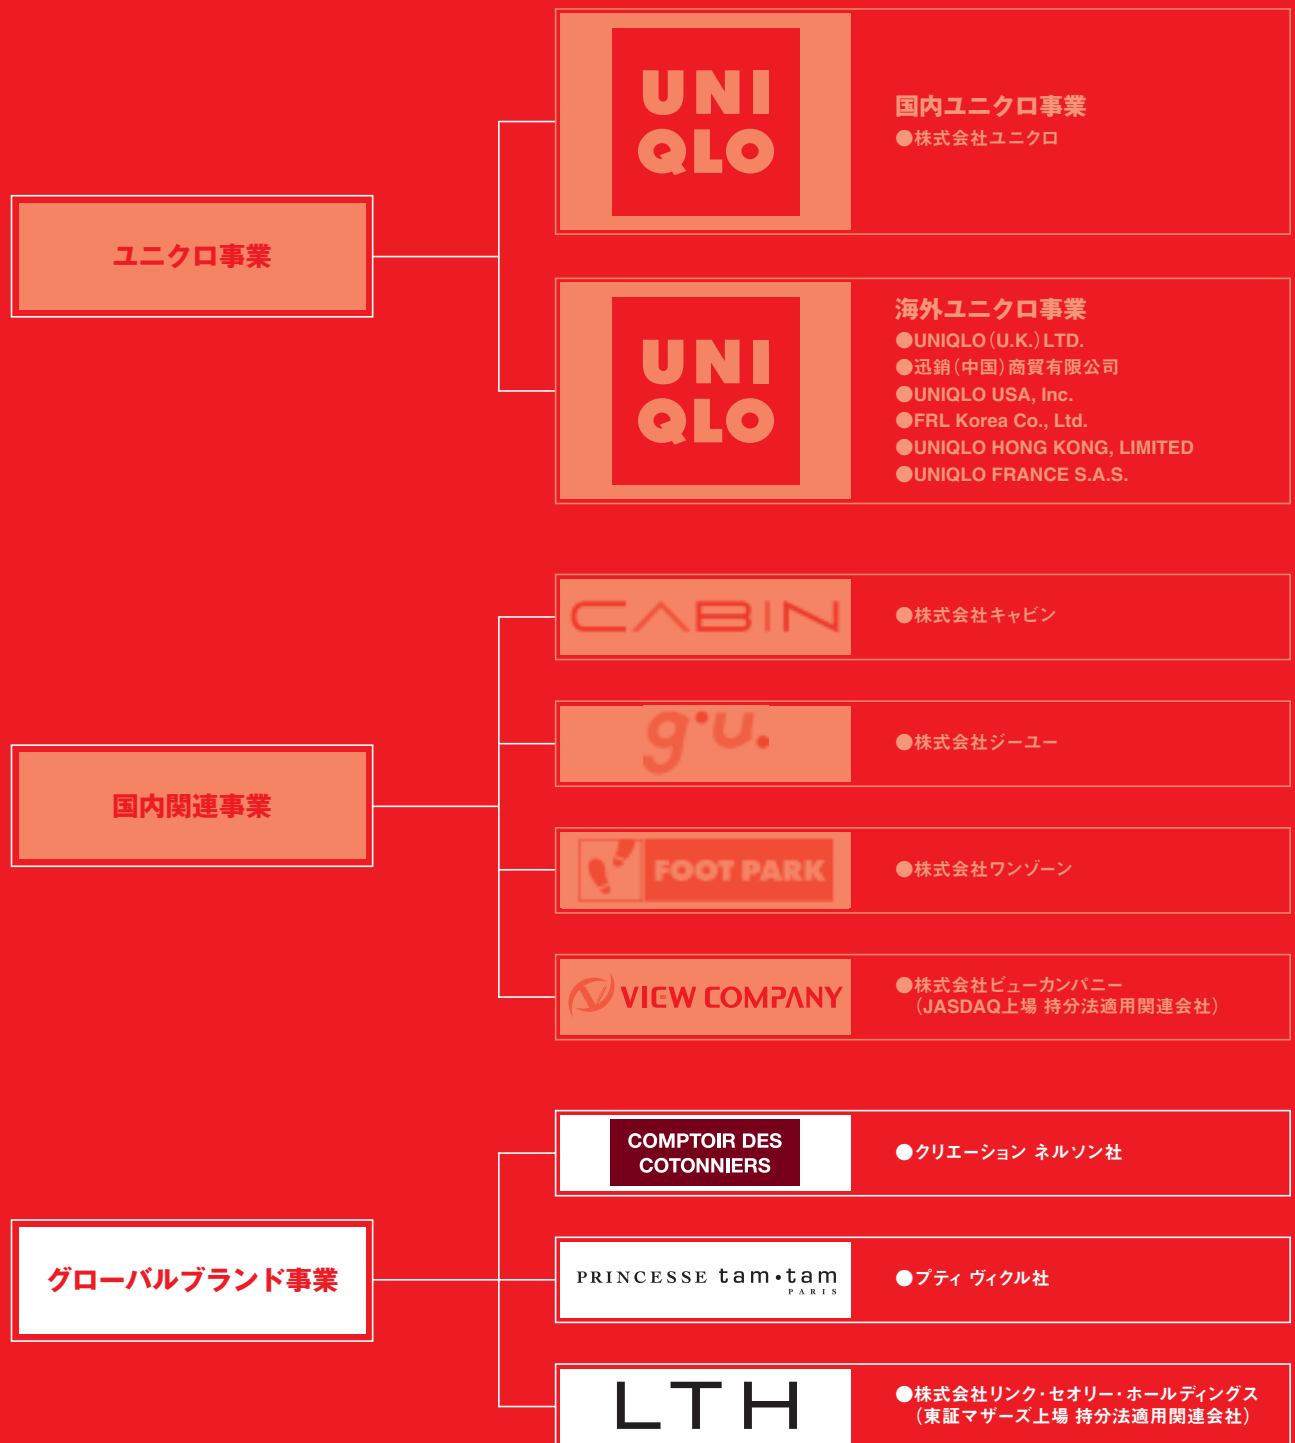 ユニクロ事業
UNI
QLO
国内ユニクロ事業
●株式会社ユニクロ
UNI
QLO
海外ユニクロ事業
●UNIQLO（U.K.）LTD.
●迅銷（中国）商貿有限公司
●UNIQLO USA, Inc.
●FRL Korea Co., Ltd.
●UNIQLO HONG KONG, LIMITED
●UNIQLO FRANCE S.A.S.
国内関連事業
CABIN
●株式会社キャビン
g.u.
●株式会社ジーユー
FOOT PARK
●株式会社ワンゾーン
VIEW COMPANY
●株式会社ビューカンパニー
（JASDAQ上場 持分法適用関連会社）
グローバルブランド事業
COMPTOIR DES
COTONNIERS
●クリエーション ネルソン社
PRINCESSE tam•tam
PARIS
●プティ ヴィクル社
LTH
●株式会社リンク・セオリー・ホールディングス
（東証マザーズ上場 持分法適用関連会社）